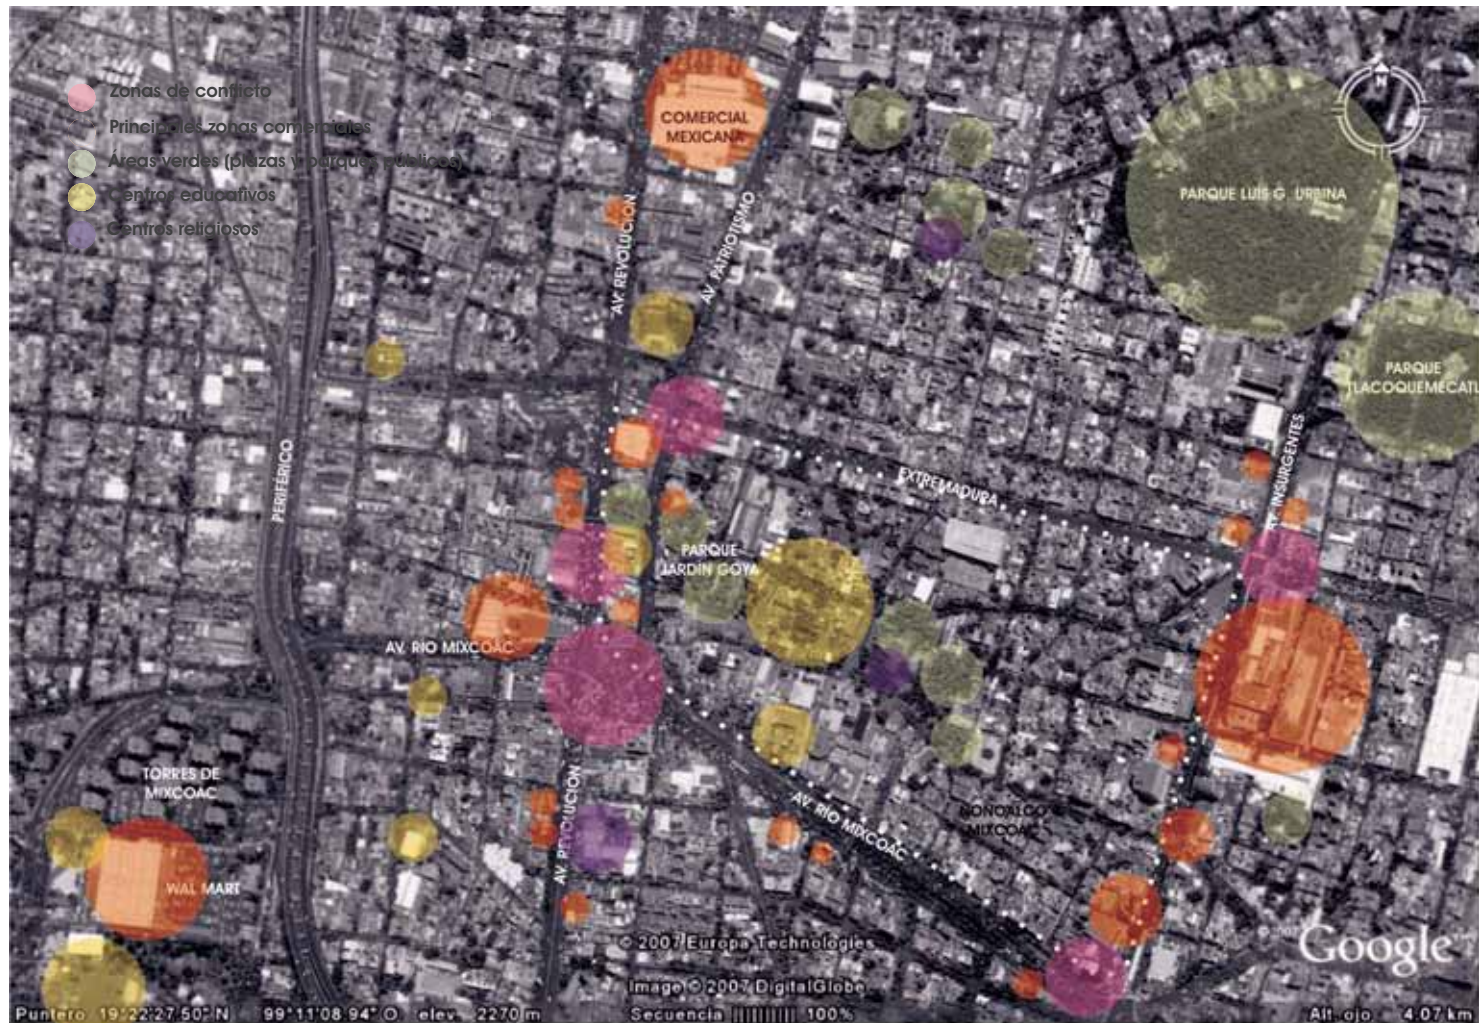 Zonas de conflicto
Principales zonas comerciales
Áreas verdes (plazas y parques públicos)
Centros educativos
Centros religiosos
COMERCIAL
MEXICANA
PARQUE LUIS G. URBINA
AV. REVOLUCIÓN
AV. PATRIOTISMO
PARQUE
TLACOQUEMECATL
PERIFÉRICO
EXTREMADURA
AV. INSURGENTES
PARQUE
JARDÍN GOYA
AV. RIO MIXCOAC
TORRES DE
MIXCOAC
AV. REVOLUCIÓN
AV. RIO MIXCOAC
NONOALCO
MIXCOAC
WAL MART
© 2007 Europa Technologies
© 2007 Google™
Image © 2007 DigitalGlobe
Puntero 19°22'27.50" N 99°11'08.94" O elev. 2270 m Secuencia 100% Alt. ojo 4.07 km